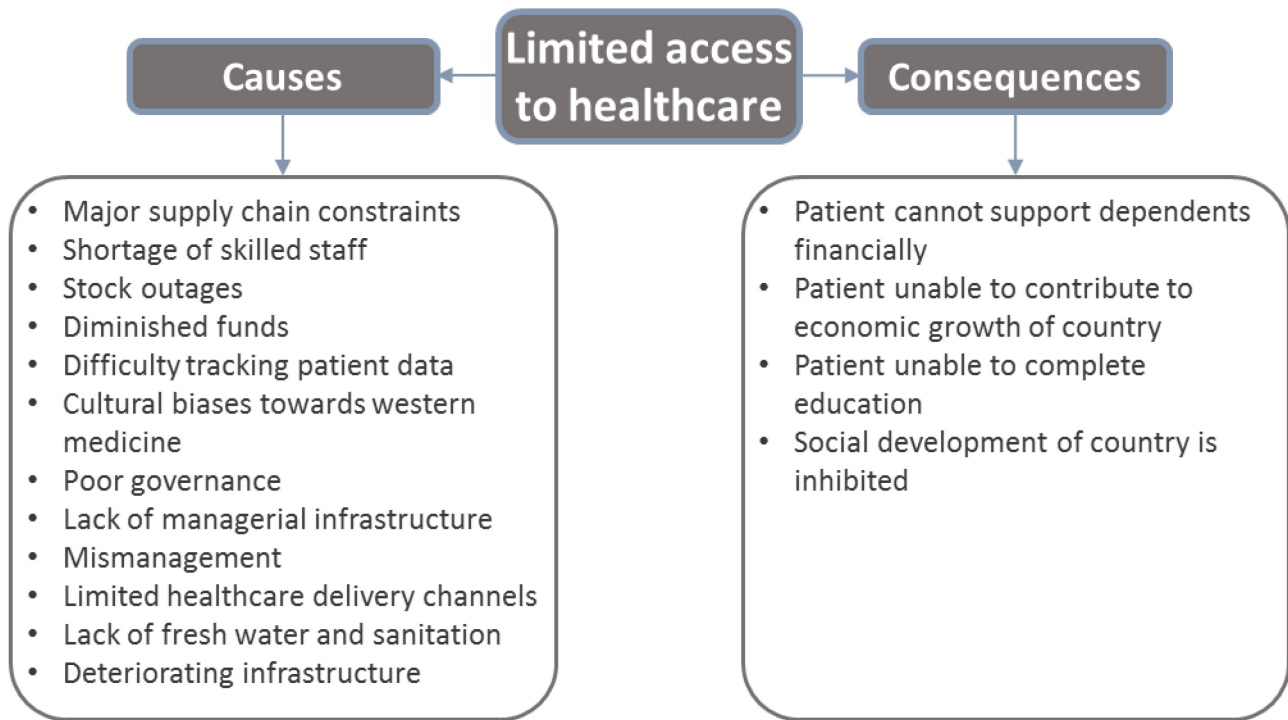 Limited access
to healthcare
Causes
Consequences
• Major supply chain constraints
• Shortage of skilled staff
• Stock outages
• Diminished funds
• Difficulty tracking patient data
• Cultural biases towards western
medicine
• Poor governance
• Lack of managerial infrastructure
• Mismanagement
• Limited healthcare delivery channels
• Lack of fresh water and sanitation
• Deteriorating infrastructure
• Patient cannot support dependents
financially
• Patient unable to contribute to
economic growth of country
• Patient unable to complete
education
• Social development of country is
inhibited